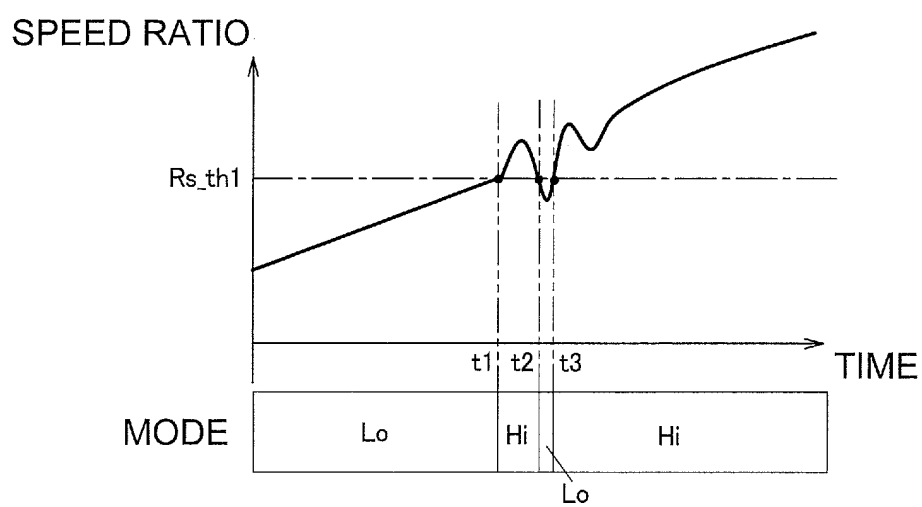 SPEED RATIO
Rs_th1
t1 t2 t3
TIME
MODE Lo Hi Hi
Lo